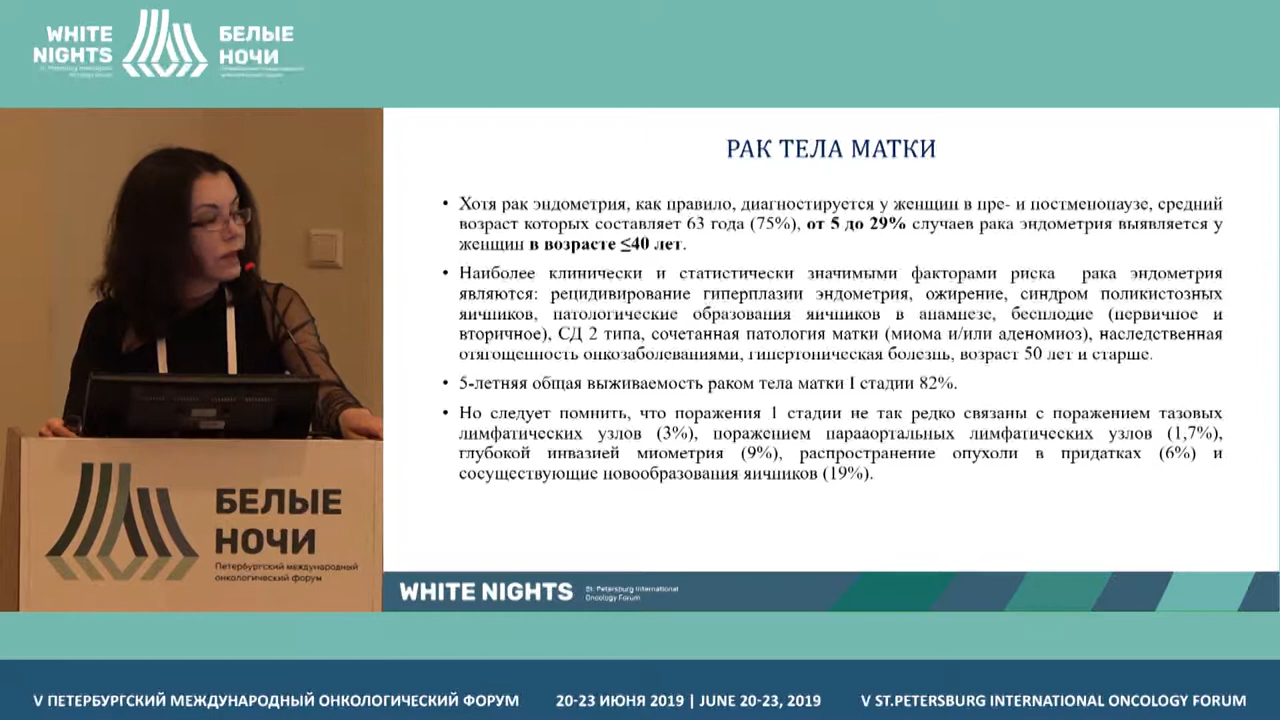 WHITE
NIGHTS
БЕЛЫЕ
НОЧИ
РАК ТЕЛА МАТКИ
• Хотя рак эндометрия, как правило, диагностируется у женщин в пре- и постменопаузе, средний
возраст которых составляет 63 года (75%), от 5 до 29% случаев рака эндометрия выявляется у
женщин в возрасте ≤40 лет.
• Наиболее клинически и статистически значимыми факторами риска рака эндометрия
являются: рецидивирование гиперплазии эндометрия, ожирение, синдром поликистозных
яичников, патологические образования яичников в анамнезе, бесплодие (первичное и
вторичное), СД 2 типа, сочетанная патология матки (миома и/или аденомиоз), наследственная
отягощенность онкозаболеваниями, гипертоническая болезнь, возраст 50 лет и старше.
• 5-летняя общая выживаемость раком тела матки I стадии 82%.
• Но следует помнить, что поражения 1 стадии не так редко связаны с поражением тазовых
лимфатических узлов (3%), поражением парааортальных лимфатических узлов (1,7%),
глубокой инвазией миометрия (9%), распространение опухоли в придатках (6%) и
сосуществующие новообразования яичников (19%).
БЕЛЫЕ
НОЧИ
Петербургский международный
онкологический форум
WHITE NIGHTS
St. Petersburg International
Oncology Forum
V ПЕТЕРБУРГСКИЙ МЕЖДУНАРОДНЫЙ ОНКОЛОГИЧЕСКИЙ ФОРУМ 20-23 ИЮНЯ 2019 | JUNE 20-23, 2019 V ST.PETERSBURG INTERNATIONAL ONCOLOGY FORUM